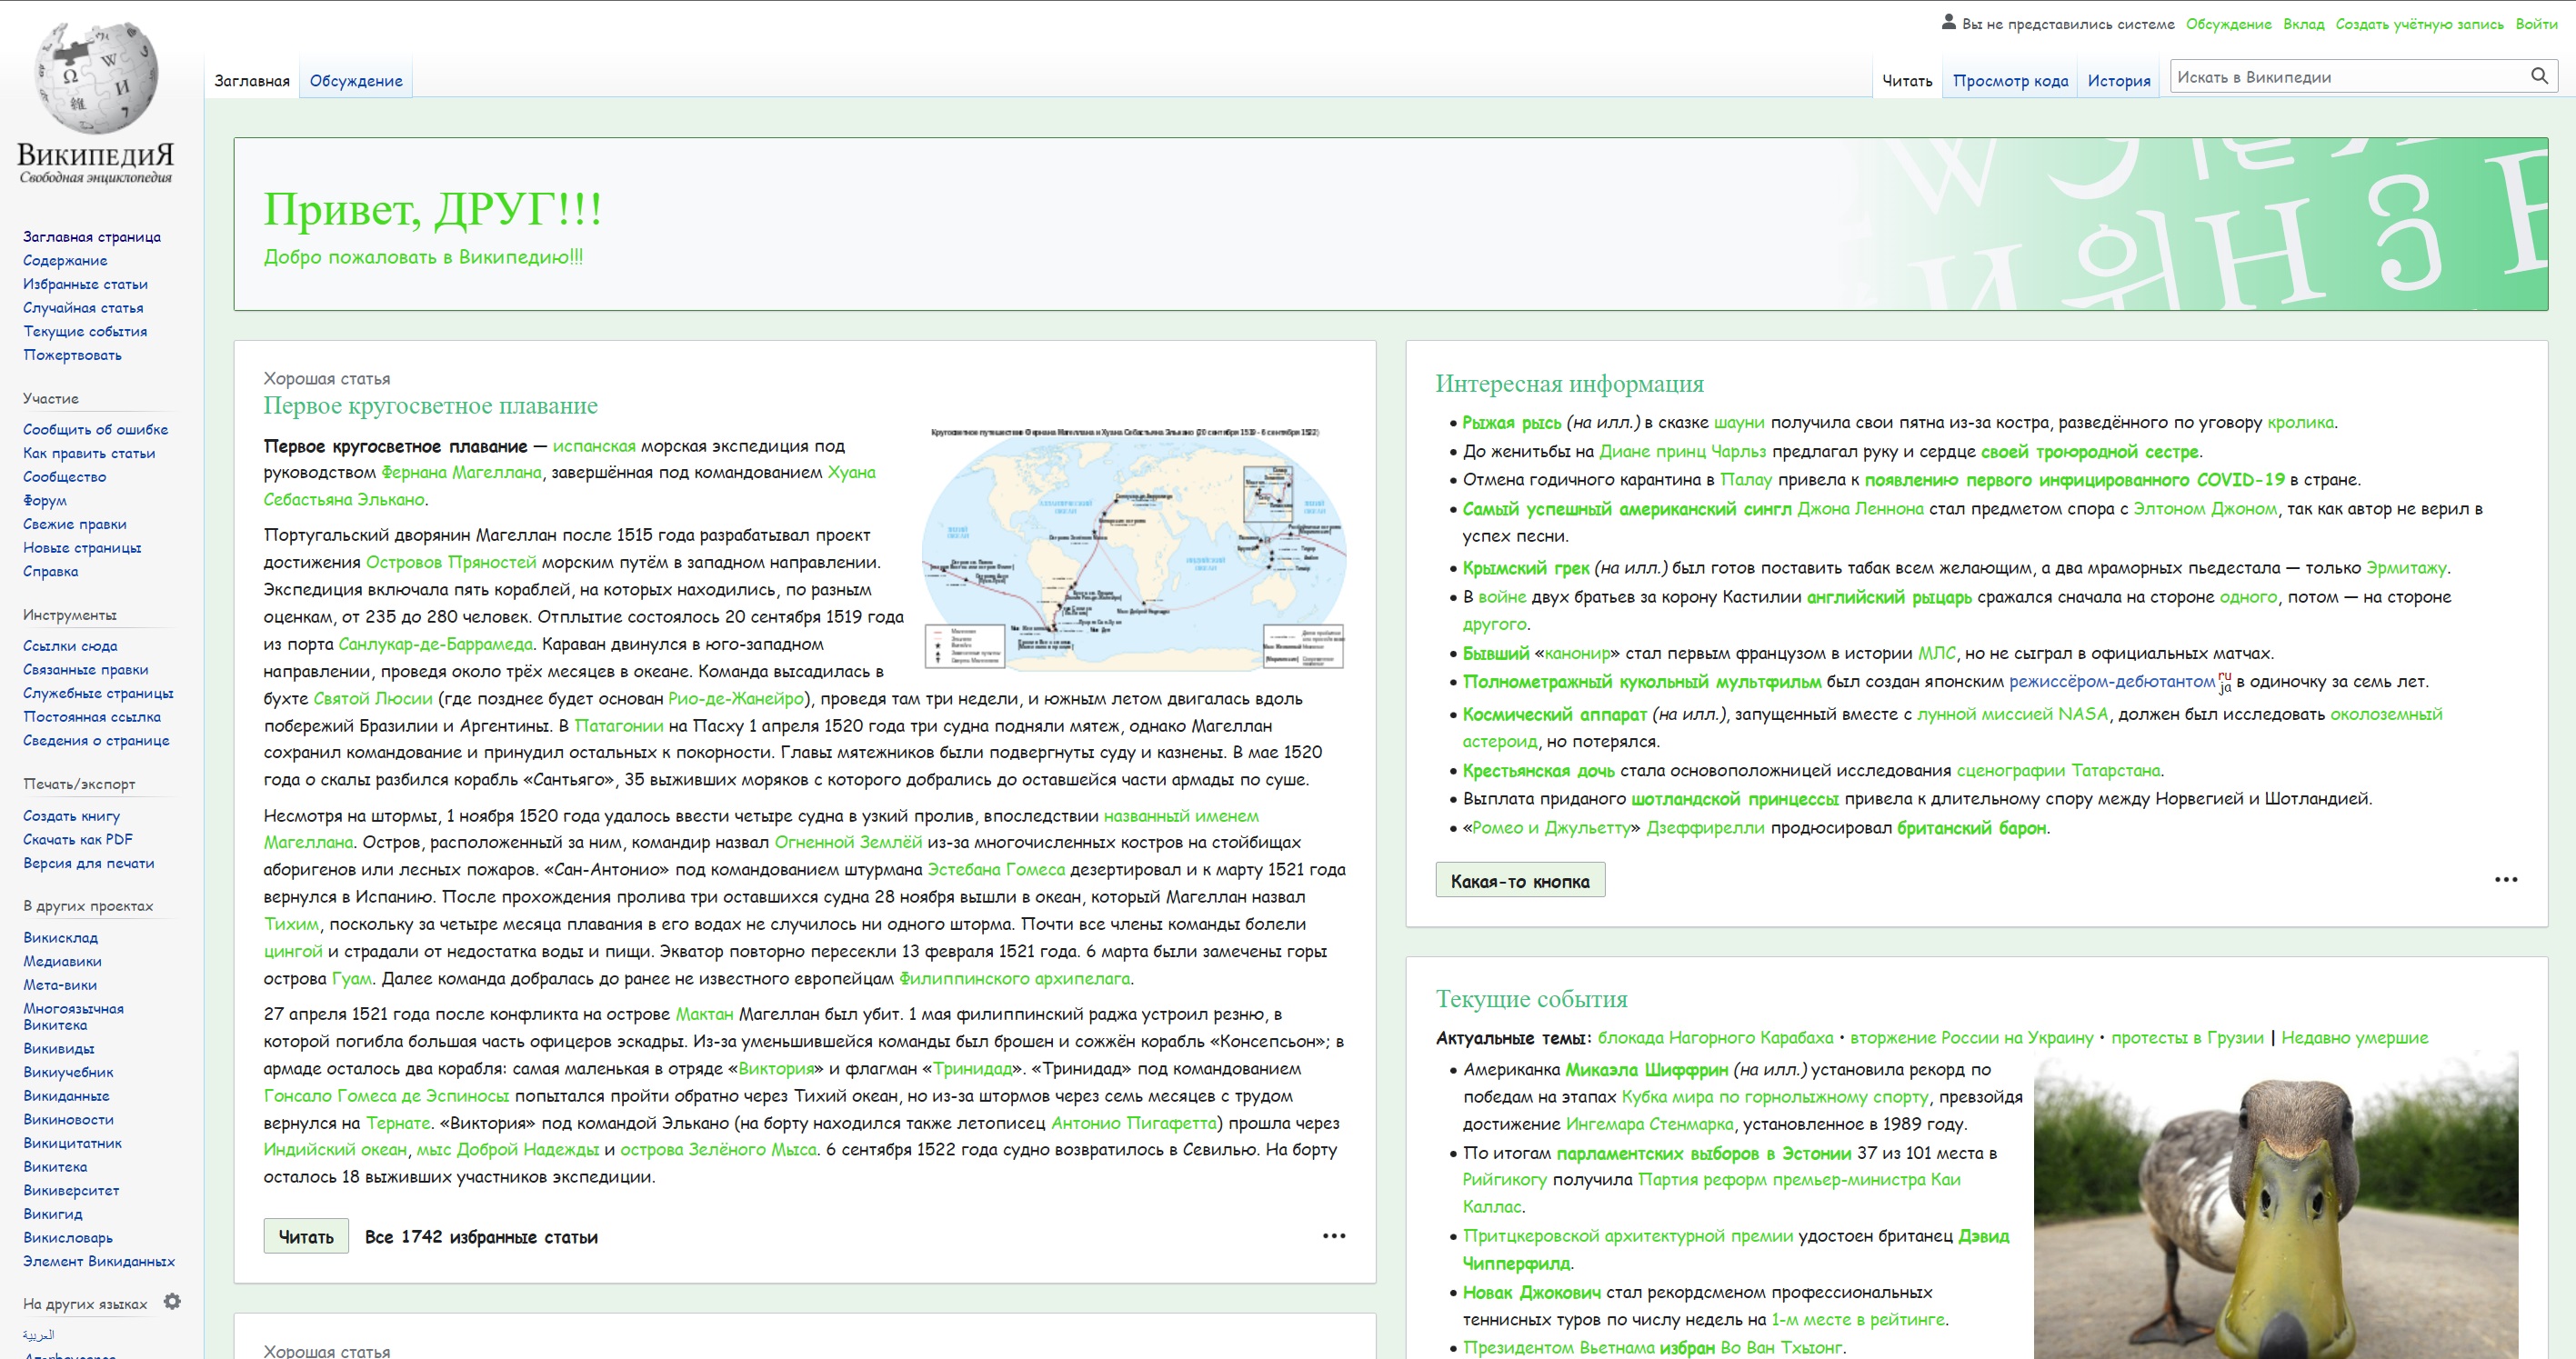 Вы не представились системе Обсуждение Вклад Создать учётную запись Войти
Заглавная Обсуждение
Читать Просмотр кода История Искать в Википедии
ВикипедиЯ
Свободная энциклопедия
Заглавная страница
Содержание
Избранные статьи
Случайная статья
Текущие события
Пожертвовать
Участие
Сообщить об ошибке
Как править статьи
Сообщество
Форум
Свежие правки
Новые страницы
Справка
Инструменты
Ссылки сюда
Связанные правки
Служебные страницы
Постоянная ссылка
Сведения о странице
Печать/экспорт
Создать книгу
Скачать как PDF
Версия для печати
В других проектах
Викисклад
Медиавики
Мета-вики
Многоязычная
Викитека
Викивиды
Викиучебник
Викиданные
Викиновости
Викицитатник
Викитека
Викиверситет
Викигид
Викисловарь
Элемент Викиданных
На других языках
العربية
Привет, ДРУГ!!!
Добро пожаловать в Википедию!!!
Хорошая статья
Первое кругосветное плавание
Кругосветное путешествие Фернана Магеллана и Хуана Себастьяна Элькано (20 сентября 1519 - 6 сентября 1522)
Первое кругосветное плавание — испанская морская экспедиция под
руководством Фернана Магеллана, завершённая под командованием Хуана
Себастьяна Элькано.
Португальский дворянин Магеллан после 1515 года разрабатывал проект
достижения Островов Пряностей морским путём в западном направлении.
Экспедиция включала пять кораблей, на которых находились, по разным
оценкам, от 235 до 280 человек. Отплытие состоялось 20 сентября 1519 года
из порта Санлукар-де-Баррамеда. Караван двинулся в юго-западном
направлении, проведя около трёх месяцев в океане. Команда высадилась в
бухте Святой Люсии (где позднее будет основан Рио-де-Жанейро), проведя там три недели, и южным летом двигалась вдоль
побережий Бразилии и Аргентины. В Патагонии на Пасху 1 апреля 1520 года три судна подняли мятеж, однако Магеллан
сохранил командование и принудил остальных к покорности. Главы мятежников были подвергнуты суду и казнены. В мае 1520
года о скалы разбился корабль «Сантьяго», 35 выживших моряков с которого добрались до оставшейся части армады по суше.
Несмотря на штормы, 1 ноября 1520 года удалось ввести четыре судна в узкий пролив, впоследствии названный именем
Магеллана. Остров, расположенный за ним, командир назвал Огненной Землёй из-за многочисленных костров на стойбищах
аборигенов или лесных пожаров. «Сан-Антонио» под командованием штурмана Эстебана Гомеса дезертировал и к марту 1521 года
вернулся в Испанию. После прохождения пролива три оставшихся судна 28 ноября вышли в океан, который Магеллан назвал
Тихим, поскольку за четыре месяца плавания в его водах не случилось ни одного шторма. Почти все члены команды болели
цингой и страдали от недостатка воды и пищи. Экватор повторно пересекли 13 февраля 1521 года. 6 марта были замечены горы
острова Гуам. Далее команда добралась до ранее не известного европейцам Филиппинского архипелага.
27 апреля 1521 года после конфликта на острове Мактан Магеллан был убит. 1 мая филиппинский раджа устроил резню, в
которой погибла большая часть офицеров эскадры. Из-за уменьшившейся команды был брошен и сожжён корабль «Консепсьон»; в
армаде осталось два корабля: самая маленькая в отряде «Виктория» и флагман «Тринидад». «Тринидад» под командованием
Гонсало Гомеса де Эспиносы попытался пройти обратно через Тихий океан, но из-за штормов через семь месяцев с трудом
вернулся на Тернате. «Виктория» под командой Элькано (на борту находился также летописец Антонио Пигафетта) прошла через
Индийский океан, мыс Доброй Надежды и острова Зелёного Мыса. 6 сентября 1522 года судно возвратилось в Севилью. На борту
осталось 18 выживших участников экспедиции.
Читать Все 1742 избранные статьи
Хорошая статья
Интересная информация
• Рыжая рысь (на илл.) в сказке шауни получила свои пятна из-за костра, разведённого по уговору кролика.
• До женитьбы на Диане принц Чарльз предлагал руку и сердце своей троюродной сестре.
• Отмена годичного карантина в Палау привела к появлению первого инфицированного COVID-19 в стране.
• Самый успешный американский сингл Джона Леннона стал предметом спора с Элтоном Джоном, так как автор не верил в
успех песни.
• Крымский грек (на илл.) был готов поставить табак всем желающим, а два мраморных пьедестала — только Эрмитажу.
• В войне двух братьев за корону Кастилии английский рыцарь сражался сначала на стороне одного, потом — на стороне
другого.
• Бывший «канонир» стал первым французом в истории МЛС, но не сыграл в официальных матчах.
• Полнометражный кукольный мультфильм был создан японским режиссёром-дебютантом ru ja в одиночку за семь лет.
• Космический аппарат (на илл.), запущенный вместе с лунной миссией NASA, должен был исследовать околоземный
астероид, но потерялся.
• Крестьянская дочь стала основоположницей исследования сценографии Татарстана.
• Выплата приданого шотландской принцессы привела к длительному спору между Норвегией и Шотландией.
• «Ромео и Джульетту» Дзеффирелли продюсировал британский барон.
Какая-то кнопка
Текущие события
Актуальные темы: блокада Нагорного Карабаха • вторжение России на Украину • протесты в Грузии | Недавно умершие
• Американка Микаэла Шиффрин (на илл.) установила рекорд по
победам на этапах Кубка мира по горнолыжному спорту, превзойдя
достижение Ингемара Стенмарка, установленное в 1989 году.
• По итогам парламентских выборов в Эстонии 37 из 101 места в
Рийгикогу получила Партия реформ премьер-министра Каи
Каллас.
• Притцкеровской архитектурной премии удостоен британец Дэвид
Чипперфилд.
• Новак Джокович стал рекордсменом профессиональных
теннисных туров по числу недель на 1-м месте в рейтинге.
• Президентом Вьетнама избран Во Ван Тхыонг.